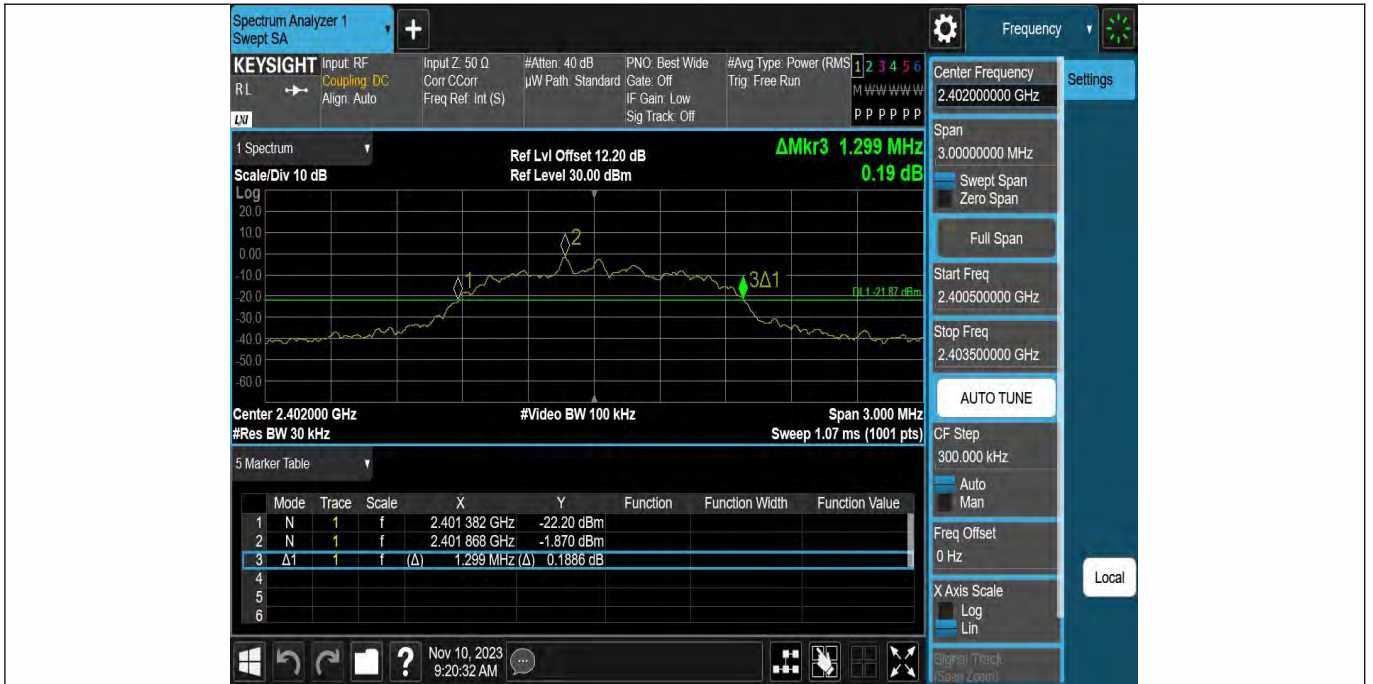 Spectrum Analyzer 1
Swept SA
+
Frequency
KEYSIGHT
RL
LXI
Input: RF
Coupling: DC
Align: Auto
Input Z: 50 Ω
Corr CCorr
Freq Ref: Int (S)
#Atten: 40 dB
µW Path: Standard
PNO: Best Wide
Gate: Off
IF Gain: Low
Sig Track: Off
#Avg Type: Power (RMS
Trig: Free Run
1 2 3 4 5 6
M W W W W W
P P P P P P
1 Spectrum
Scale/Div 10 dB
Ref Lvl Offset 12.20 dB
Ref Level 30.00 dBm
ΔMkr3 1.299 MHz
0.19 dB
Log
20.0
10.0
0.00
-10.0
-20.0
-30.0
-40.0
-50.0
-60.0
1
2
3Δ1
DL1 -21.87 dBm
Center 2.402000 GHz
#Res BW 30 kHz
#Video BW 100 kHz
Span 3.000 MHz
Sweep 1.07 ms (1001 pts)
5 Marker Table
Mode Trace Scale X Y Function Function Width Function Value
1 N 1 f 2.401 382 GHz -22.20 dBm
2 N 1 f 2.401 868 GHz -1.870 dBm
3 Δ1 1 f (Δ) 1.299 MHz (Δ) 0.1886 dB
4
5
6
?
Nov 10, 2023
9:20:32 AM
Center Frequency
2.402000000 GHz
Settings
Span
3.00000000 MHz
Swept Span
Zero Span
Full Span
Start Freq
2.400500000 GHz
Stop Freq
2.403500000 GHz
AUTO TUNE
CF Step
300.000 kHz
Auto
Man
Freq Offset
0 Hz
X Axis Scale
Log
Lin
Signal Track
(Span Zoom)
Local